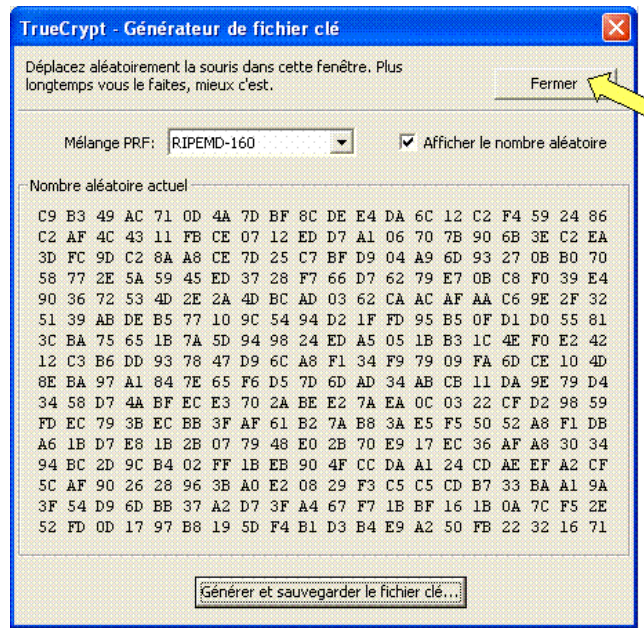 TrueCrypt - Générateur de fichier clé
Déplacez aléatoirement la souris dans cette fenêtre. Plus
longtemps vous le faites, mieux c'est.
Fermer
Mélange PRF: RIPEMD-160 Afficher le nombre aléatoire
Nombre aléatoire actuel
C9 B3 49 AC 71 0D 4A 7D BF 8C DE E4 DA 6C 12 C2 F4 59 24 86
C2 AF 4C 43 11 FB CE 07 12 ED D7 A1 06 70 7B 90 6B 3E C2 EA
3D FC 9D C2 8A A8 CE 7D 25 C7 BF D9 04 A9 6D 93 27 0B B0 70
58 77 2E 5A 59 45 ED 37 28 F7 66 D7 62 79 E7 0B C8 F0 39 E4
90 36 72 53 4D 2E 2A 4D BC AD 03 62 CA AC AF AA C6 9E 2F 32
51 39 AB DE B5 77 10 9C 54 94 D2 1F FD 95 B5 0F D1 D0 55 81
3C BA 75 65 1B 7A 5D 94 98 24 ED A5 05 1B B3 1C 4E F0 E2 42
12 C3 B6 DD 93 78 47 D9 6C A8 F1 34 F9 79 09 FA 6D CE 10 4D
8E BA 97 A1 84 7E 65 F6 D5 7D 6D AD 34 AB CB 11 DA 9E 79 D4
34 58 D7 4A BF EC E3 70 2A BE E2 7A EA 0C 03 22 CF D2 98 59
FD EC 79 3B EC BB 3F AF 61 B2 7A B8 3A E5 F5 50 52 A8 F1 DB
A6 1B D7 E8 1B 2B 07 79 48 E0 2B 70 E9 17 EC 36 AF A8 30 34
94 BC 2D 9C B4 02 FF 1B EB 90 4F CC DA A1 24 CD AE EF A2 CF
5C AF 90 26 28 96 3B A0 E2 08 29 F3 C5 C5 CD B7 33 BA A1 9A
3F 54 D9 6D BB 37 A2 D7 3F A4 67 F7 1B BF 16 1B 0A 7C F5 2E
52 FD 0D 17 97 B8 19 5D F4 B1 D3 B4 E9 A2 50 FB 22 32 16 71
Générer et sauvegarder le fichier clé...